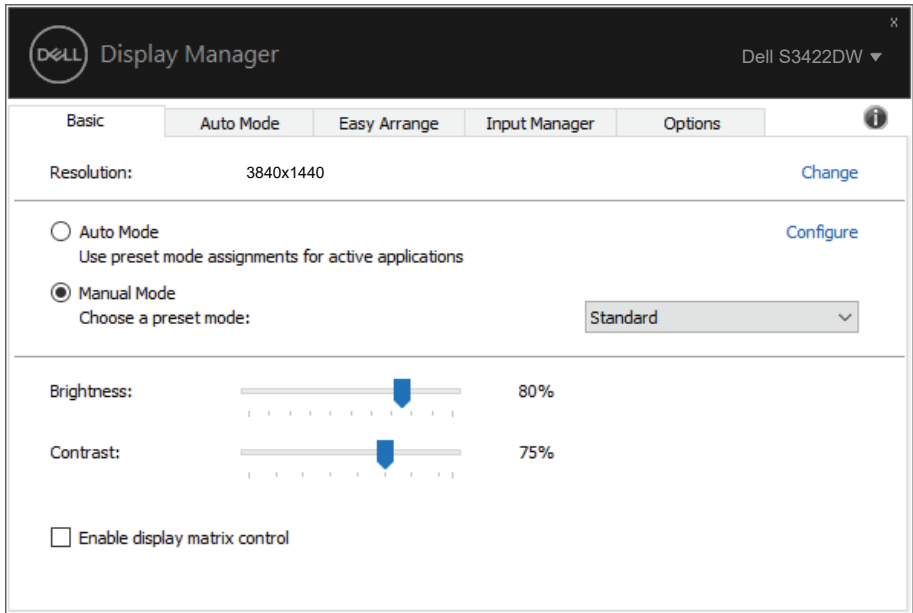 x
DELL Display Manager
Dell S3422DW
Basic Auto Mode Easy Arrange Input Manager Options i
Resolution: 3840x1440 Change
Auto Mode Configure
Use preset mode assignments for active applications
Manual Mode
Choose a preset mode: Standard
Brightness: 80%
Contrast: 75%
Enable display matrix control